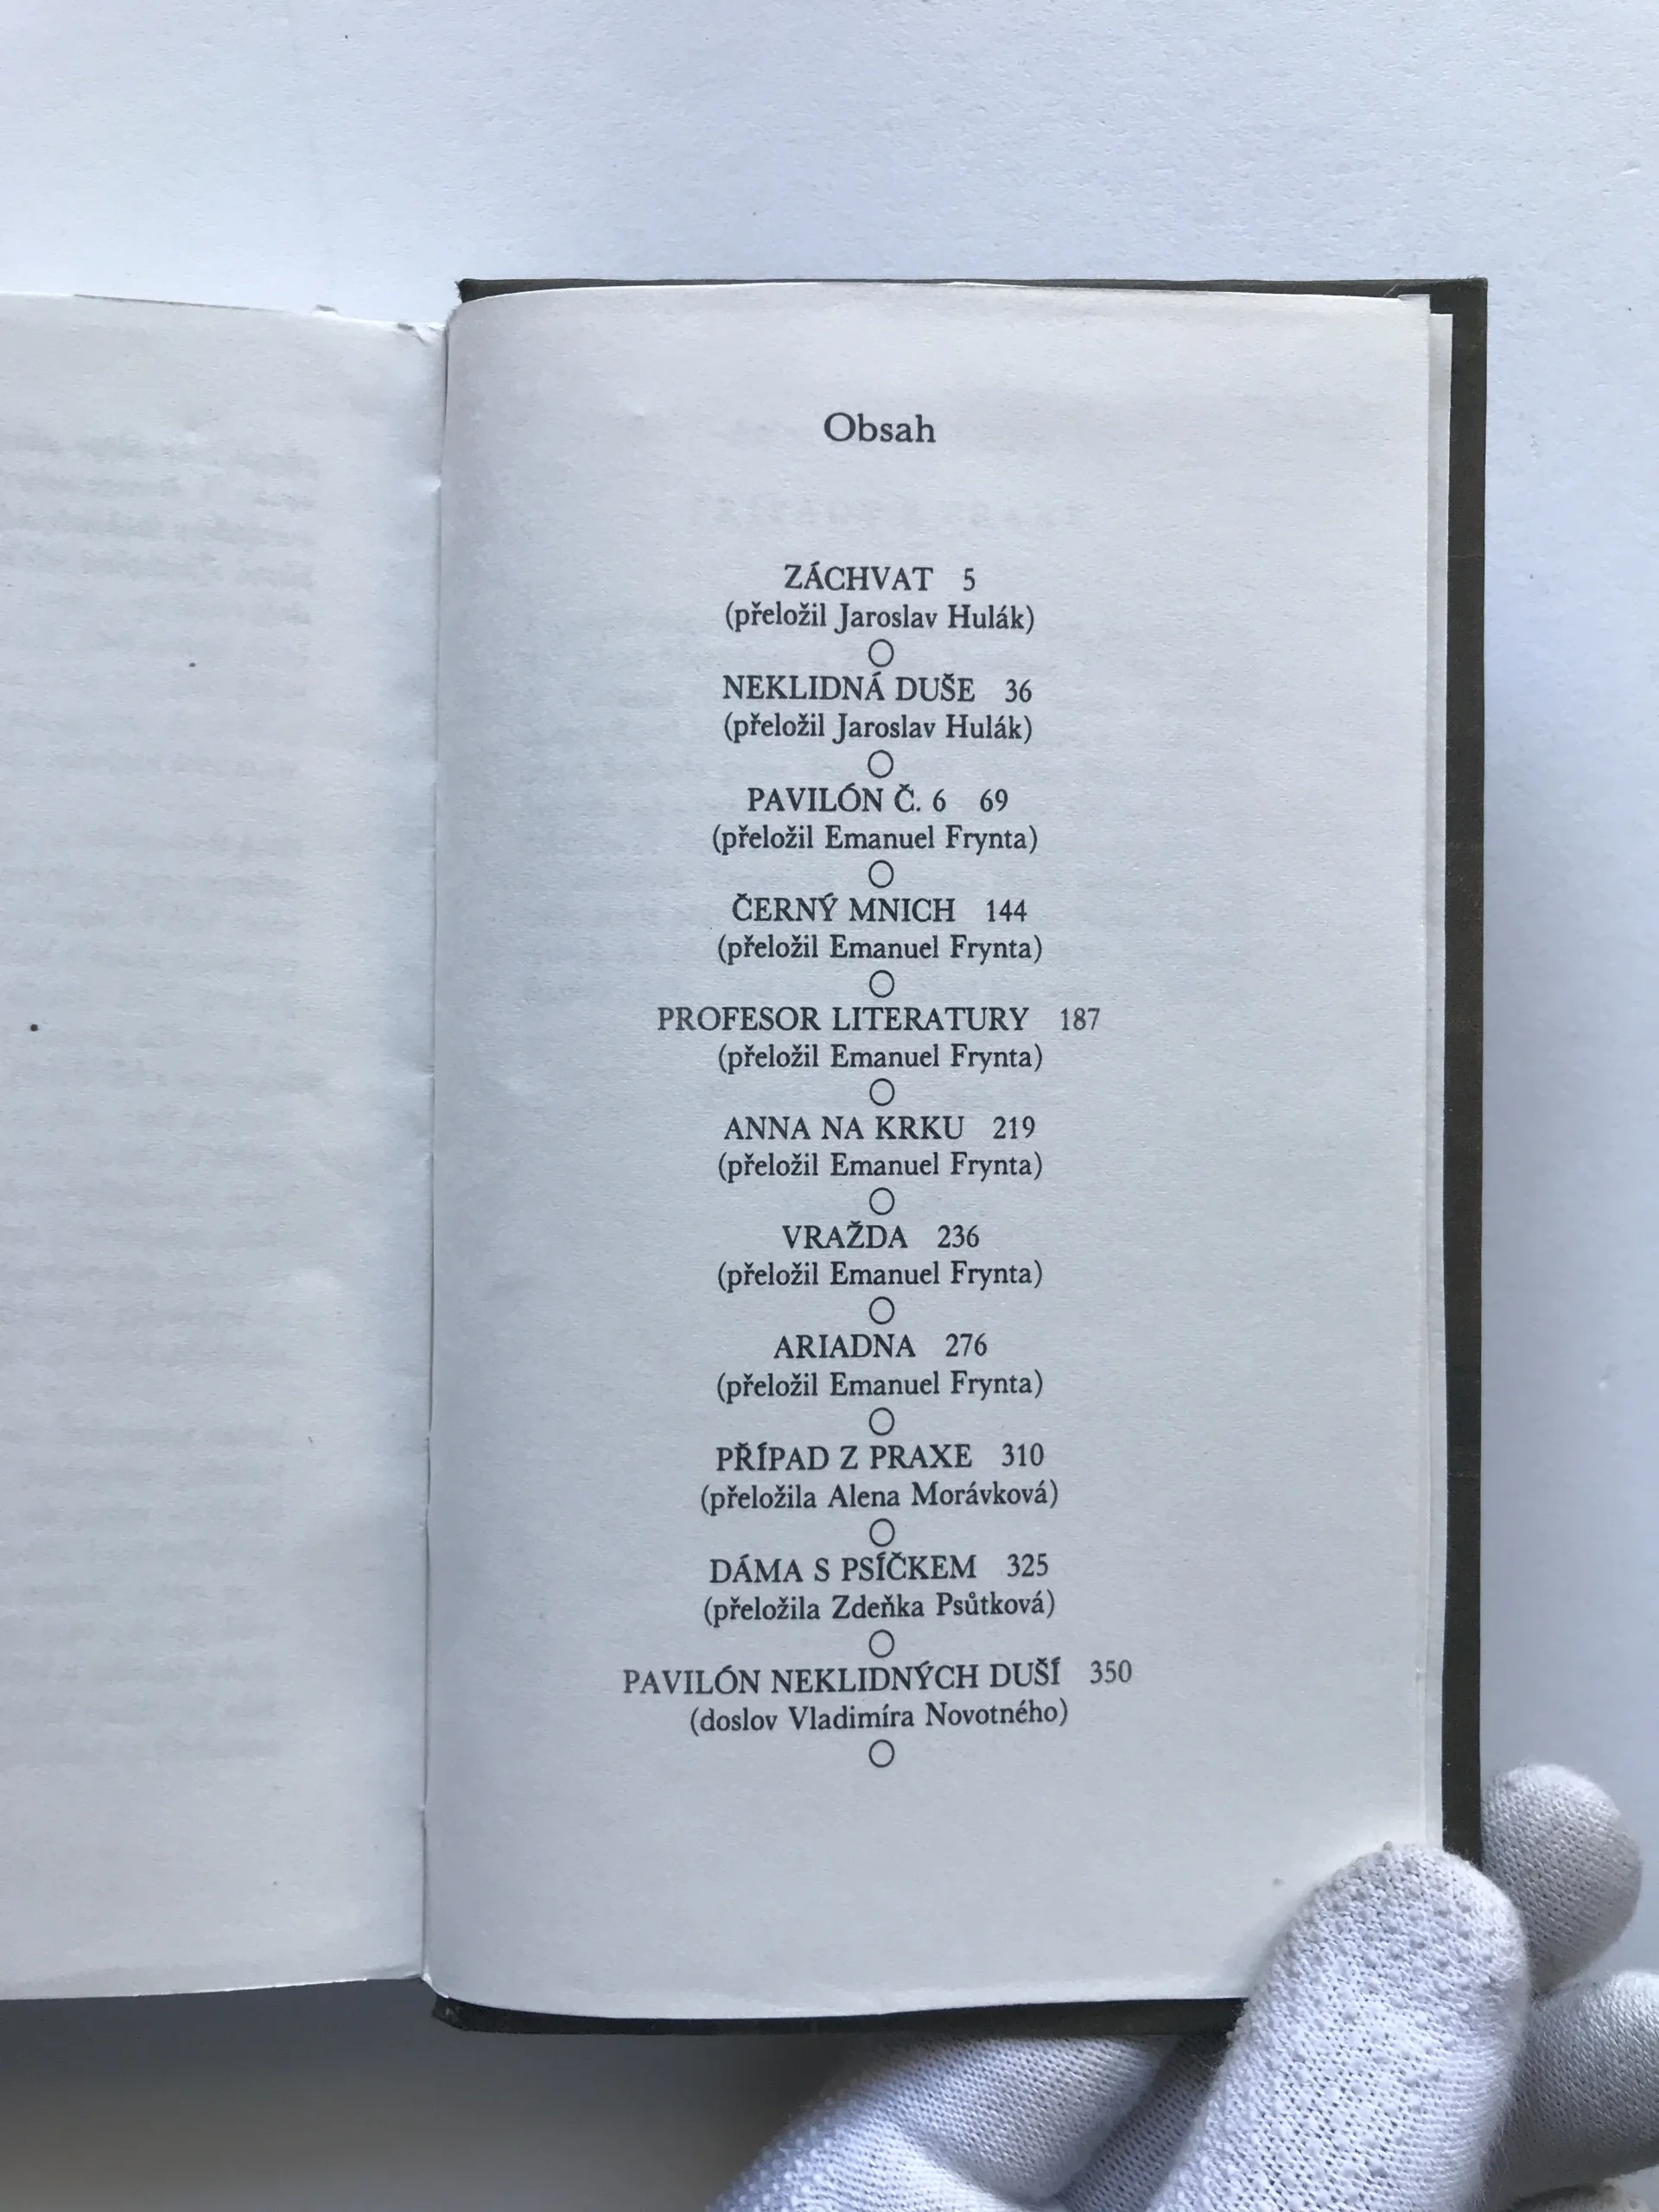 Obsah
ZÁCHVAT 5
(přeložil Jaroslav Hulák)
NEKLIDNÁ DUŠE 36
(přeložil Jaroslav Hulák)
PAVILÓN Č. 6 69
(přeložil Emanuel Frynta)
ČERNÝ MNICH 144
(přeložil Emanuel Frynta)
PROFESOR LITERATURY 187
(přeložil Emanuel Frynta)
ANNA NA KRKU 219
(přeložil Emanuel Frynta)
VRAŽDA 236
(přeložil Emanuel Frynta)
ARIADNA 276
(přeložil Emanuel Frynta)
PŘÍPAD Z PRAXE 310
(přeložila Alena Morávková)
DÁMA S PSÍČKEM 325
(přeložila Zdeňka Psůtková)
PAVILÓN NEKLIDNÝCH DUŠÍ 350
(doslov Vladimíra Novotného)